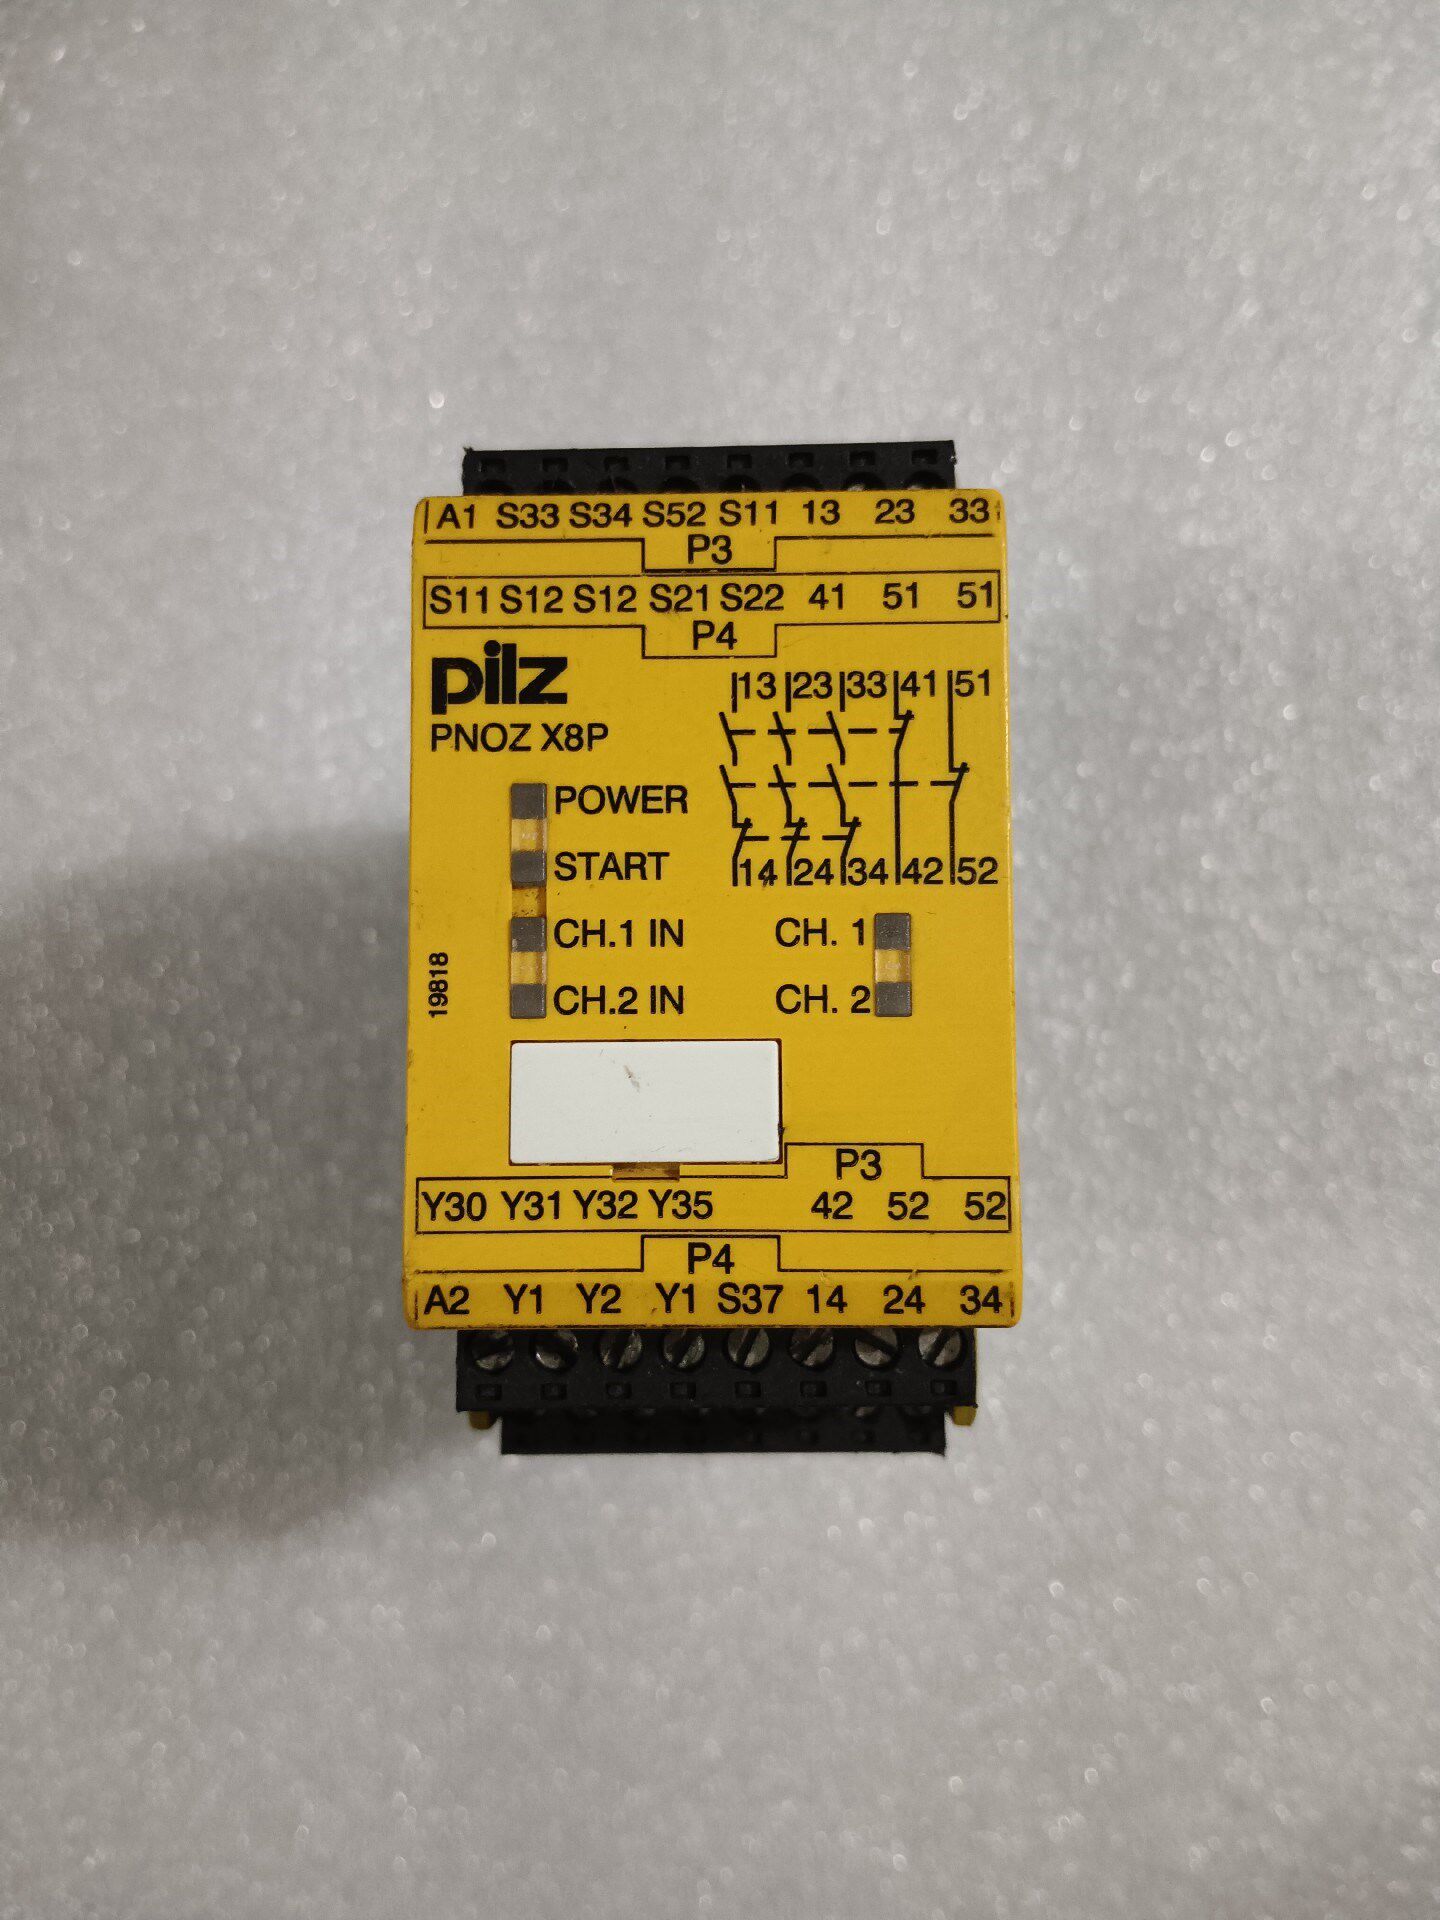 A1 S33 S34 S52 S11 13 23 33
P3
S11 S12 S12 S21 S22 41 51 51
P4
pilz
PNOZ X8P
13 23 33 41 51
POWER
START
14 24 34 42 52
CH.1 IN
CH. 1
CH.2 IN
CH. 2
19818
P3
Y30 Y31 Y32 Y35 42 52 52
P4
A2 Y1 Y2 Y1 S37 14 24 34